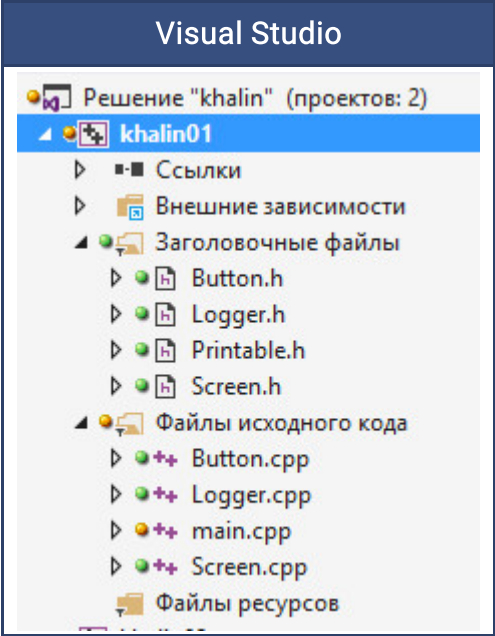 Visual Studio
Решение "khalin" (проектов: 2)
khalin01
Ссылки
Внешние зависимости
Заголовочные файлы
Button.h
Logger.h
Printable.h
Screen.h
Файлы исходного кода
Button.cpp
Logger.cpp
main.cpp
Screen.cpp
Файлы ресурсов